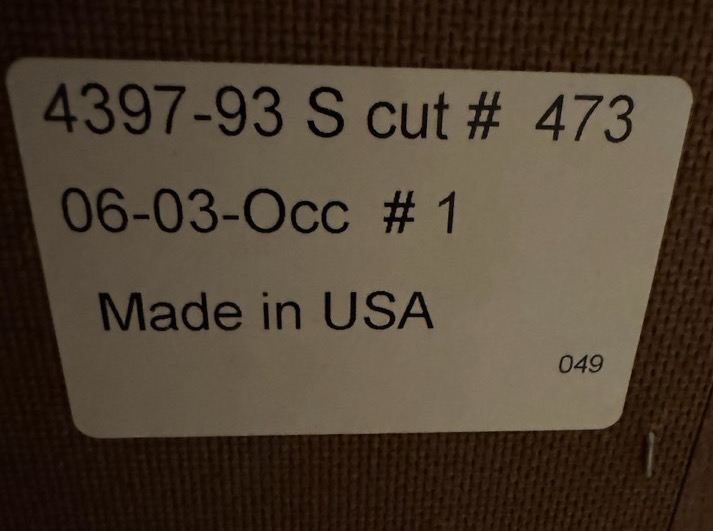 4397-93 S cut # 473
06-03-Occ # 1
Made in USA
049